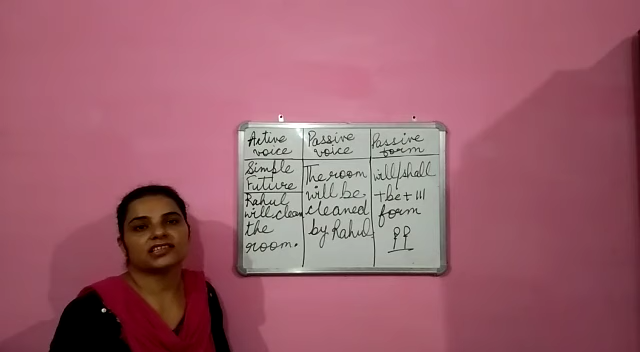 Active
voice
Passive
voice
Passive
form
Simple
Future
Rahul
will clean
the
room.
The room
will be
cleaned
by Rahul
will/shall
+be+ III
form
PP